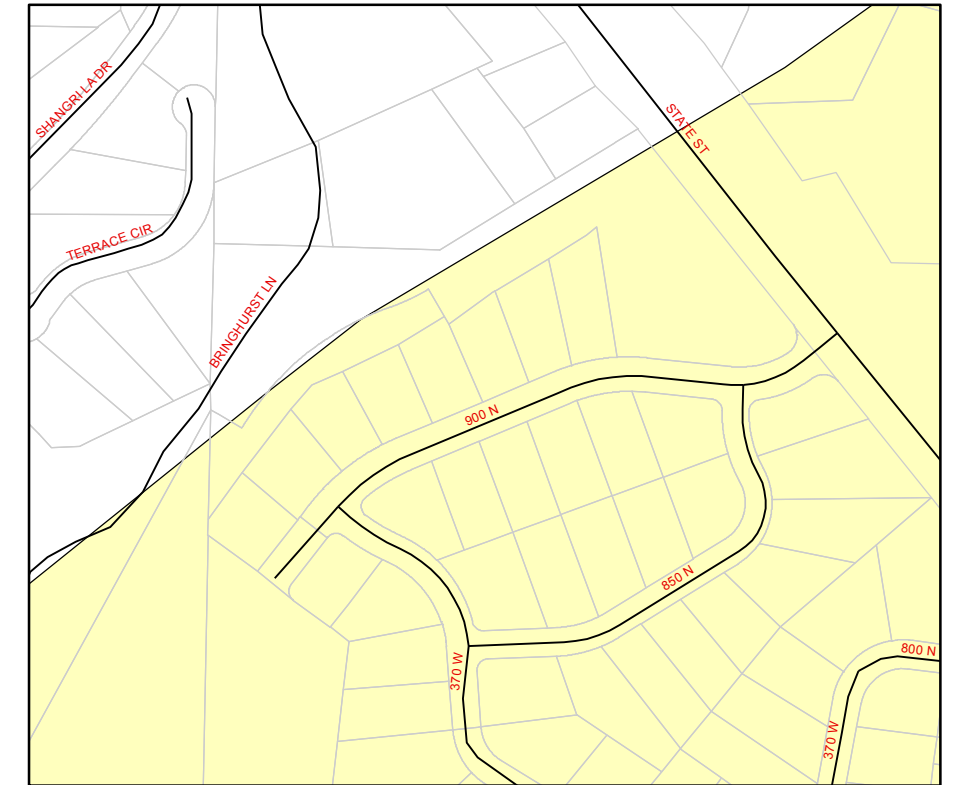 SHANGRI LA DR
STATE ST
TERRACE CIR
BRINGHURST LN
900 N
850 N
800 N
370 W
370 W